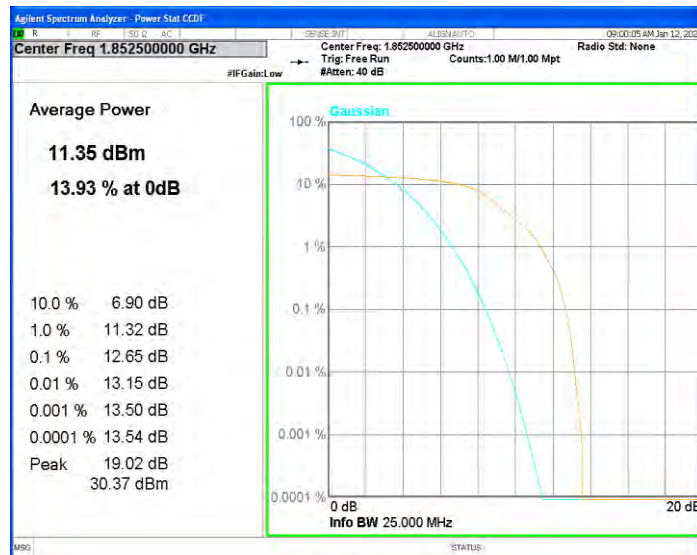 Agilent Spectrum Analyzer - Power Stat CCDF
R RF 50 Ω AC SENSE:INT ALIGN AUTO 09:00:05 AM Jan 12, 202
Center Freq 1.852500000 GHz
Center Freq: 1.852500000 GHz Radio Std: None
Trig: Free Run Counts:1.00 M/1.00 Mpt
#IFGain:Low #Atten: 40 dB
Average Power
11.35 dBm
13.93 % at 0dB
10.0 % 6.90 dB
1.0 % 11.32 dB
0.1 % 12.65 dB
0.01 % 13.15 dB
0.001 % 13.50 dB
0.0001 % 13.54 dB
Peak 19.02 dB
30.37 dBm
Gaussian
100 %
10 %
1 %
0.1 %
0.01 %
0.001 %
0.0001 %
0 dB 20 dB
Info BW 25.000 MHz
MSG STATUS